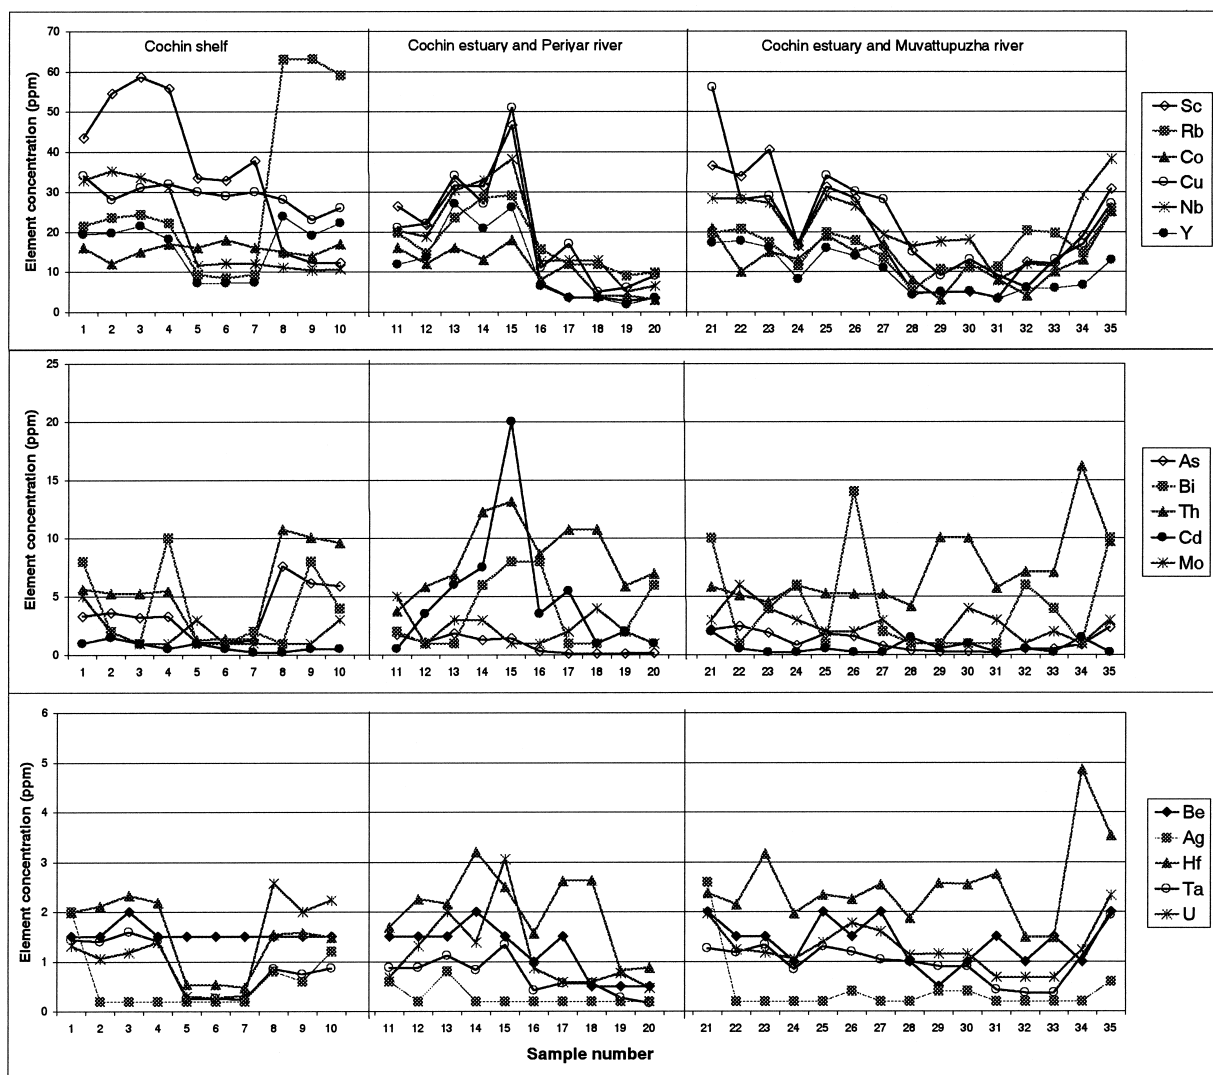 Cochin shelf
Cochin estuary and Periyar river
Cochin estuary and Muvattupuzha river
Element concentration (ppm)
70
60
50
40
30
20
10
0
1 2 3 4 5 6 7 8 9 10 11 12 13 14 15 16 17 18 19 20 21 22 23 24 25 26 27 28 29 30 31 32 33 34 35
Sc
Rb
Co
Cu
Nb
Y
Element concentration (ppm)
25
20
15
10
5
0
1 2 3 4 5 6 7 8 9 10 11 12 13 14 15 16 17 18 19 20 21 22 23 24 25 26 27 28 29 30 31 32 33 34 35
As
Bi
Th
Cd
Mo
Element concentration (ppm)
6
5
4
3
2
1
0
1 2 3 4 5 6 7 8 9 10 11 12 13 14 15 16 17 18 19 20 21 22 23 24 25 26 27 28 29 30 31 32 33 34 35
Be
Ag
Hf
Ta
U
Sample number